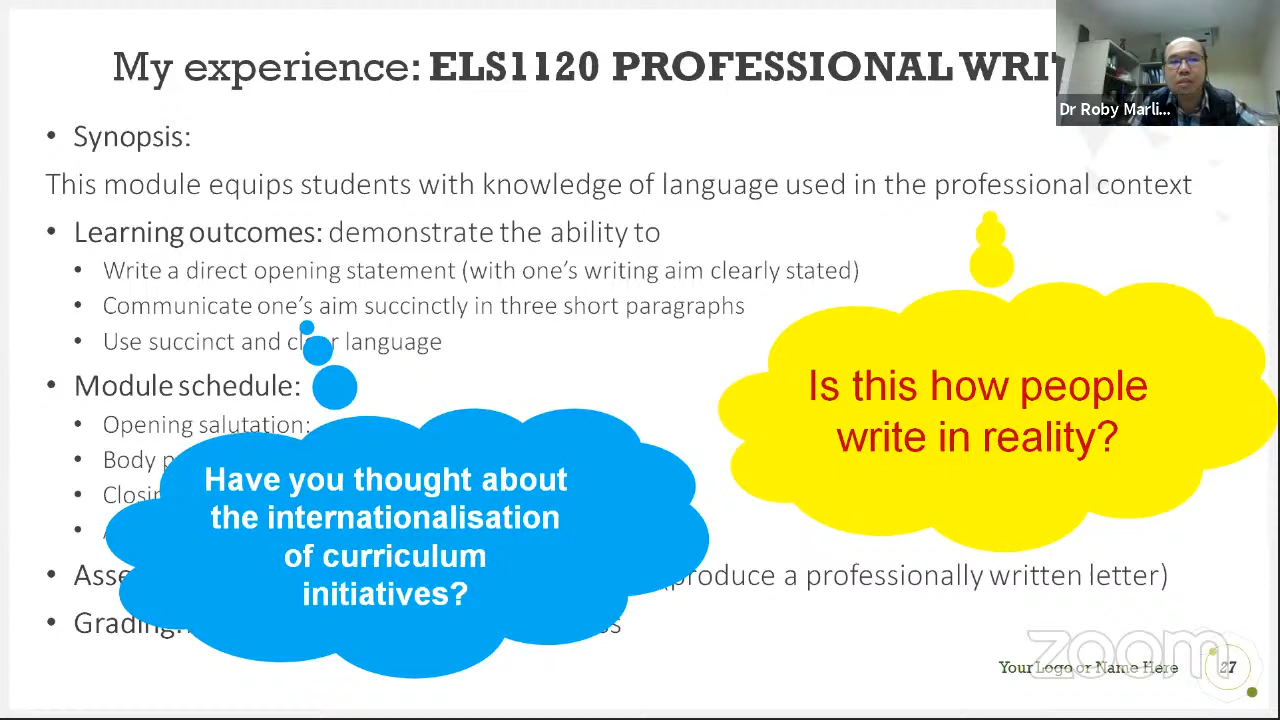 My experience: ELS1120 PROFESSIONAL WRIT
Dr Roby Marli...
• Synopsis:
This module equips students with knowledge of language used in the professional context
• Learning outcomes: demonstrate the ability to
• Write a direct opening statement (with one's writing aim clearly stated)
• Communicate one's aim succinctly in three short paragraphs
• Use succinct and clear language
• Module schedule:
• Opening salutation:
• Body
•
•
• (produce a professionally written letter)
• Grading:
Have you thought about
the internationalisation
of curriculum
initiatives?
Is this how people
write in reality?
zoom
Your Logo or Name Here 27